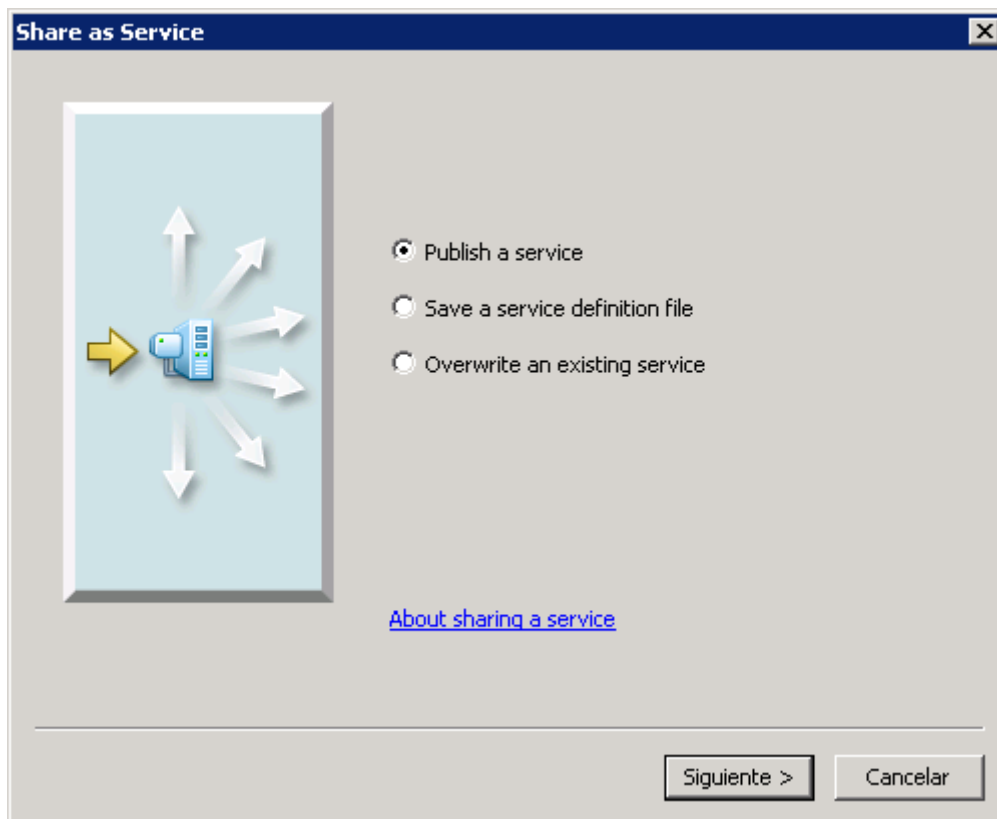 Share as Service
Publish a service
Save a service definition file
Overwrite an existing service
About sharing a service
Siguiente >
Cancelar